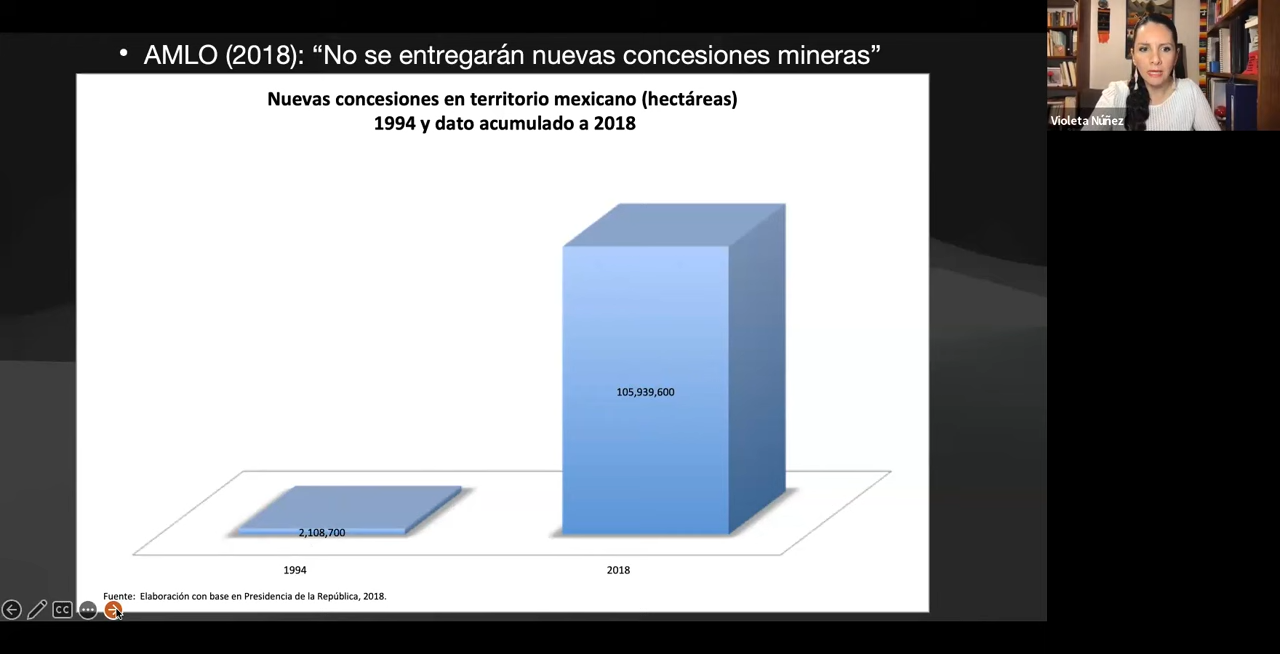 • AMLO (2018): “No se entregarán nuevas concesiones mineras”
Nuevas concesiones en territorio mexicano (hectáreas)
1994 y dato acumulado a 2018
105,939,600
2,108,700
1994
2018
Fuente: Elaboración con base en Presidencia de la República, 2018.
CC
Violeta Núñez